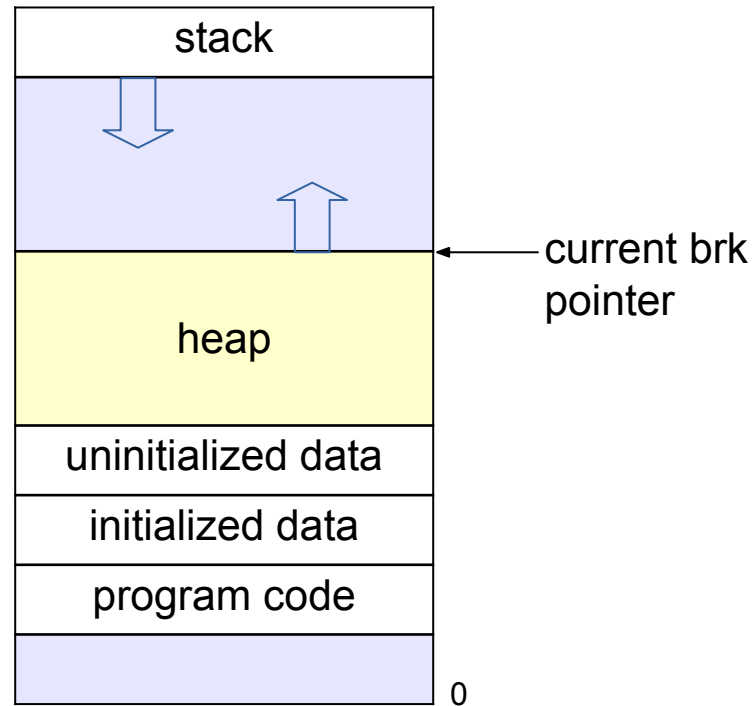 stack
current brk
pointer
heap
uninitialized data
initialized data
program code
0